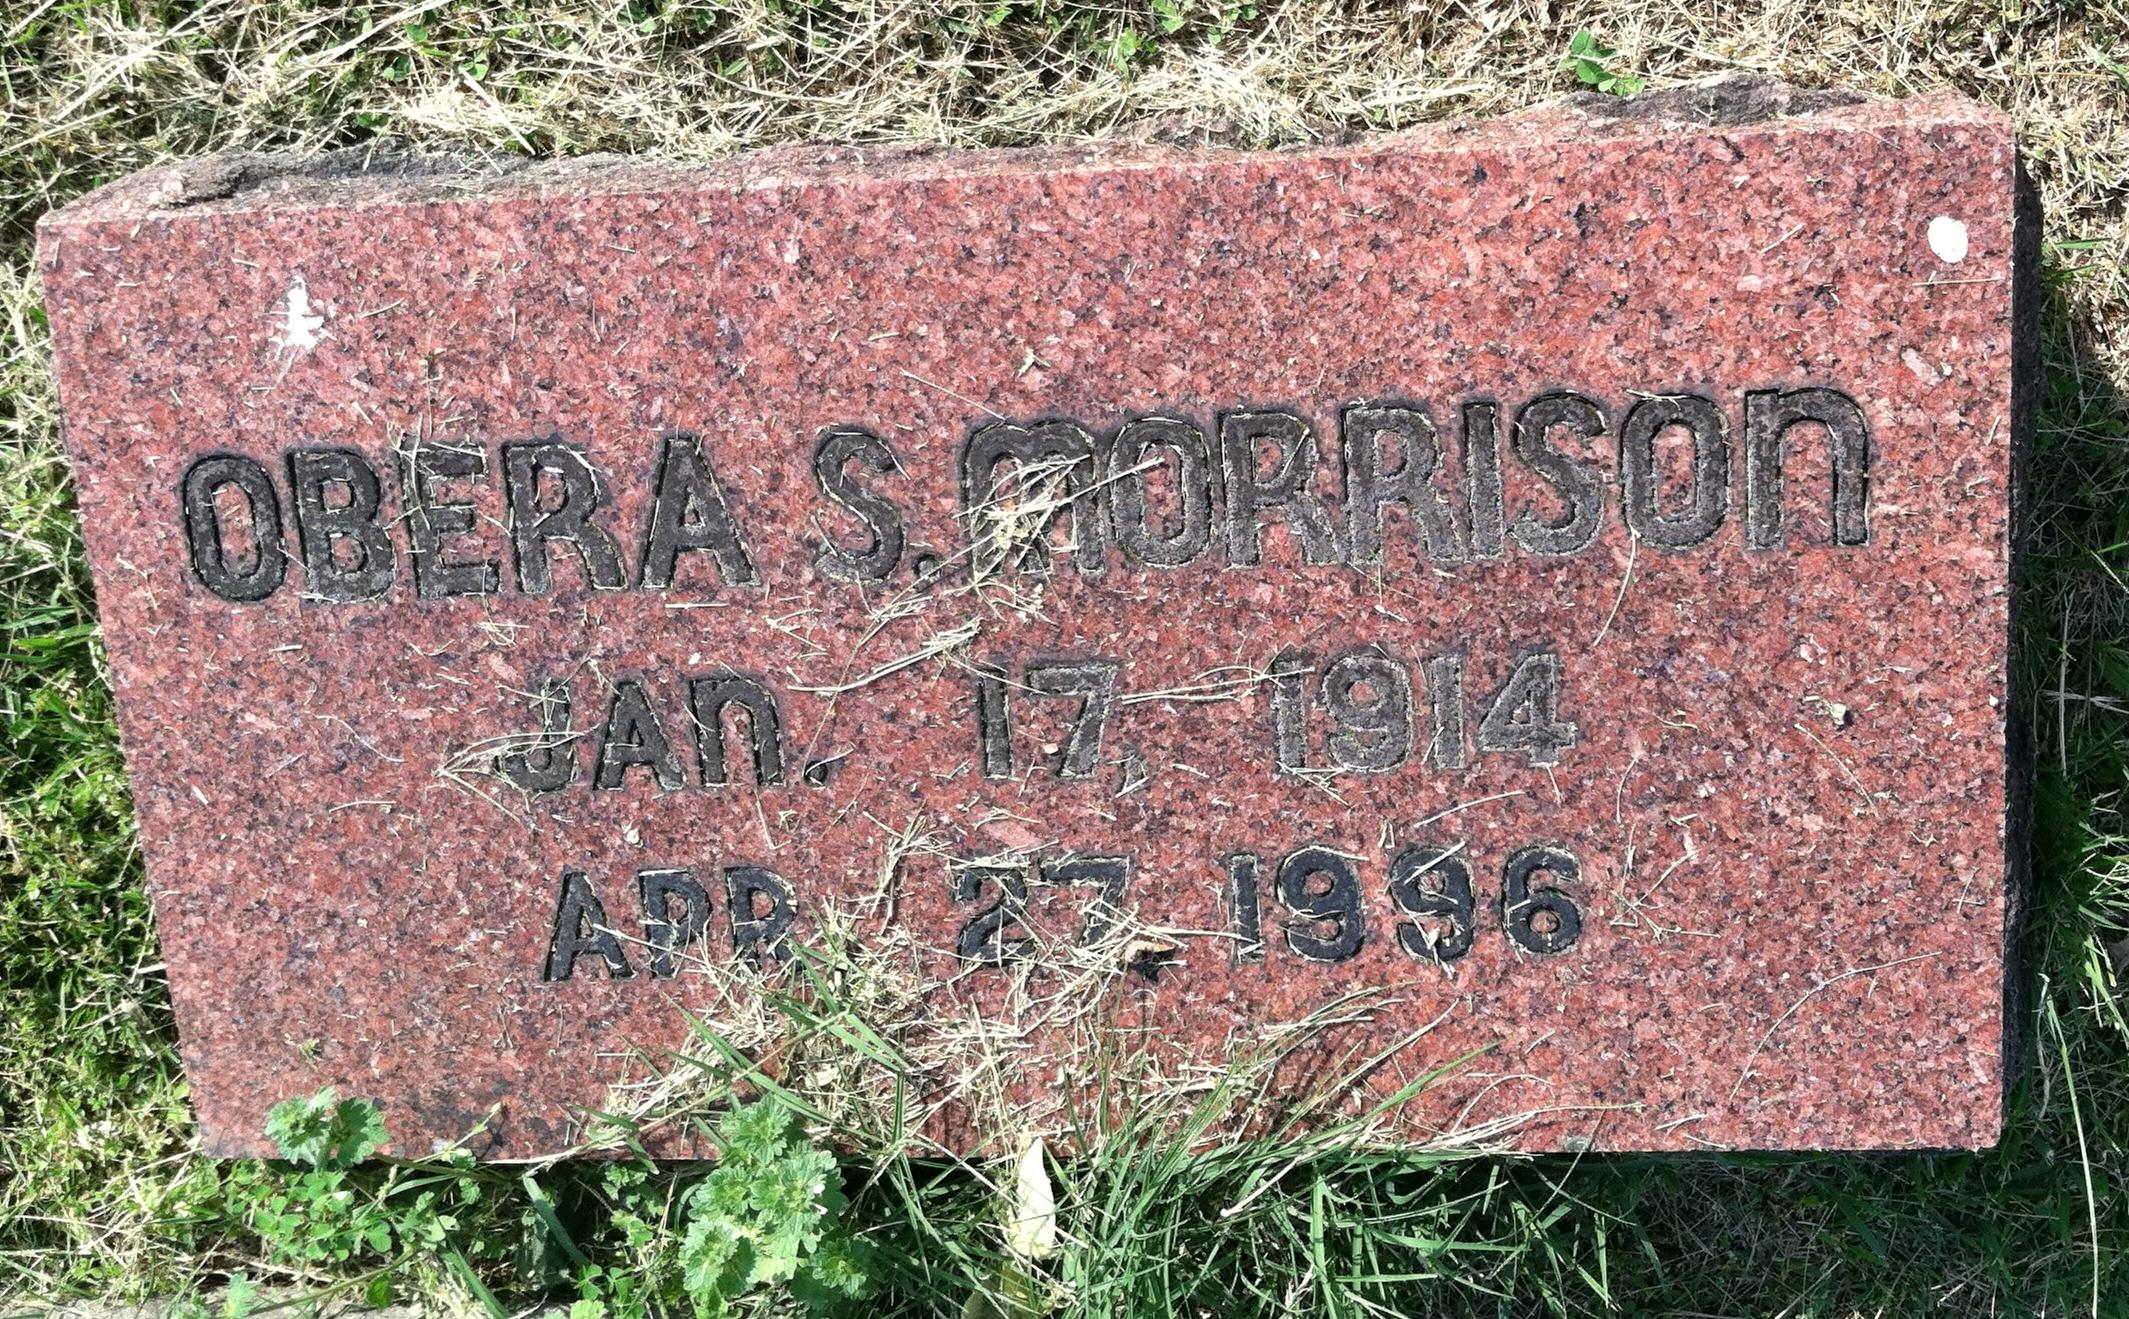 OBERA S. MORRISON
JAN. 17, 1914
APR 27 1996